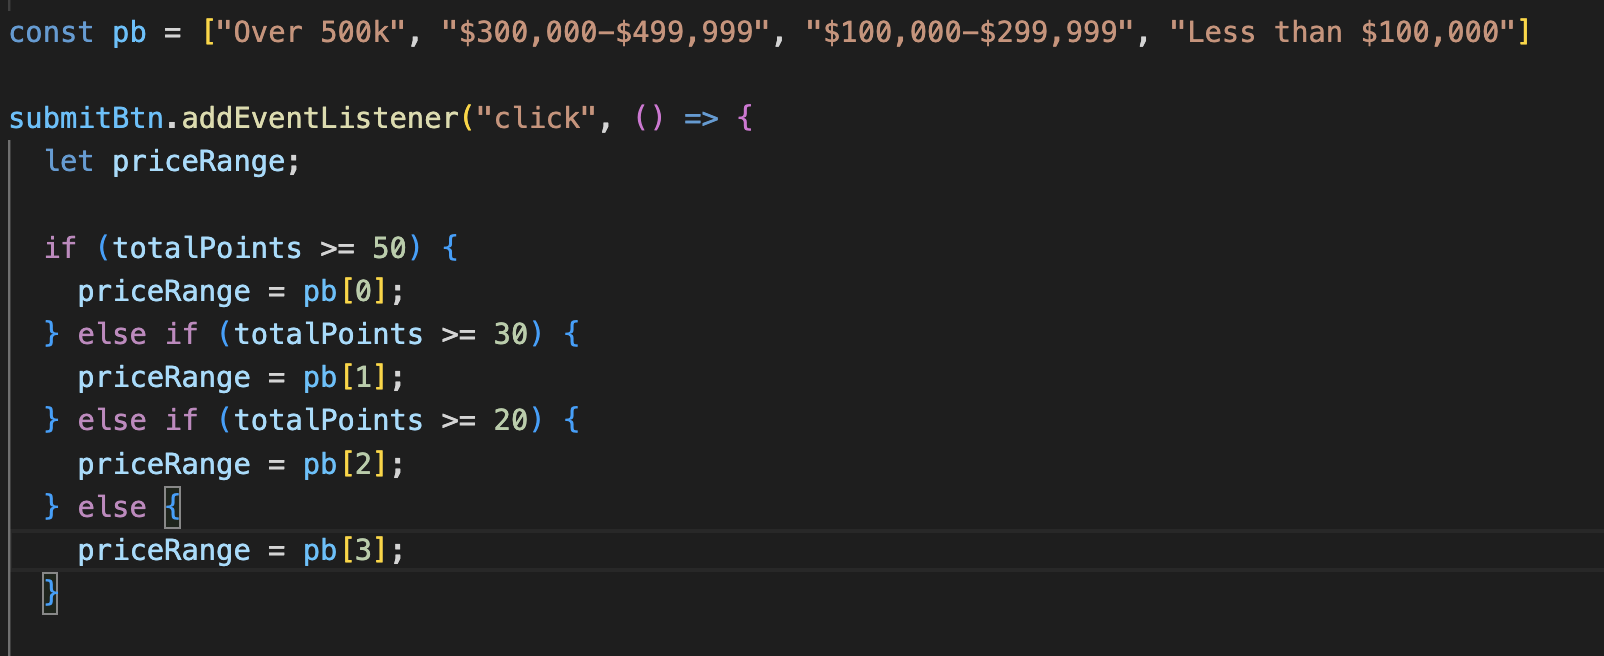 const pb = ["Over 500k", "$300,000–$499,999", "$100,000–$299,999", "Less than $100,000"]
submitBtn.addEventListener("click", () => {
  let priceRange;
  if (totalPoints >= 50) {
    priceRange = pb[0];
  } else if (totalPoints >= 30) {
    priceRange = pb[1];
  } else if (totalPoints >= 20) {
    priceRange = pb[2];
  } else {
    priceRange = pb[3];
  }